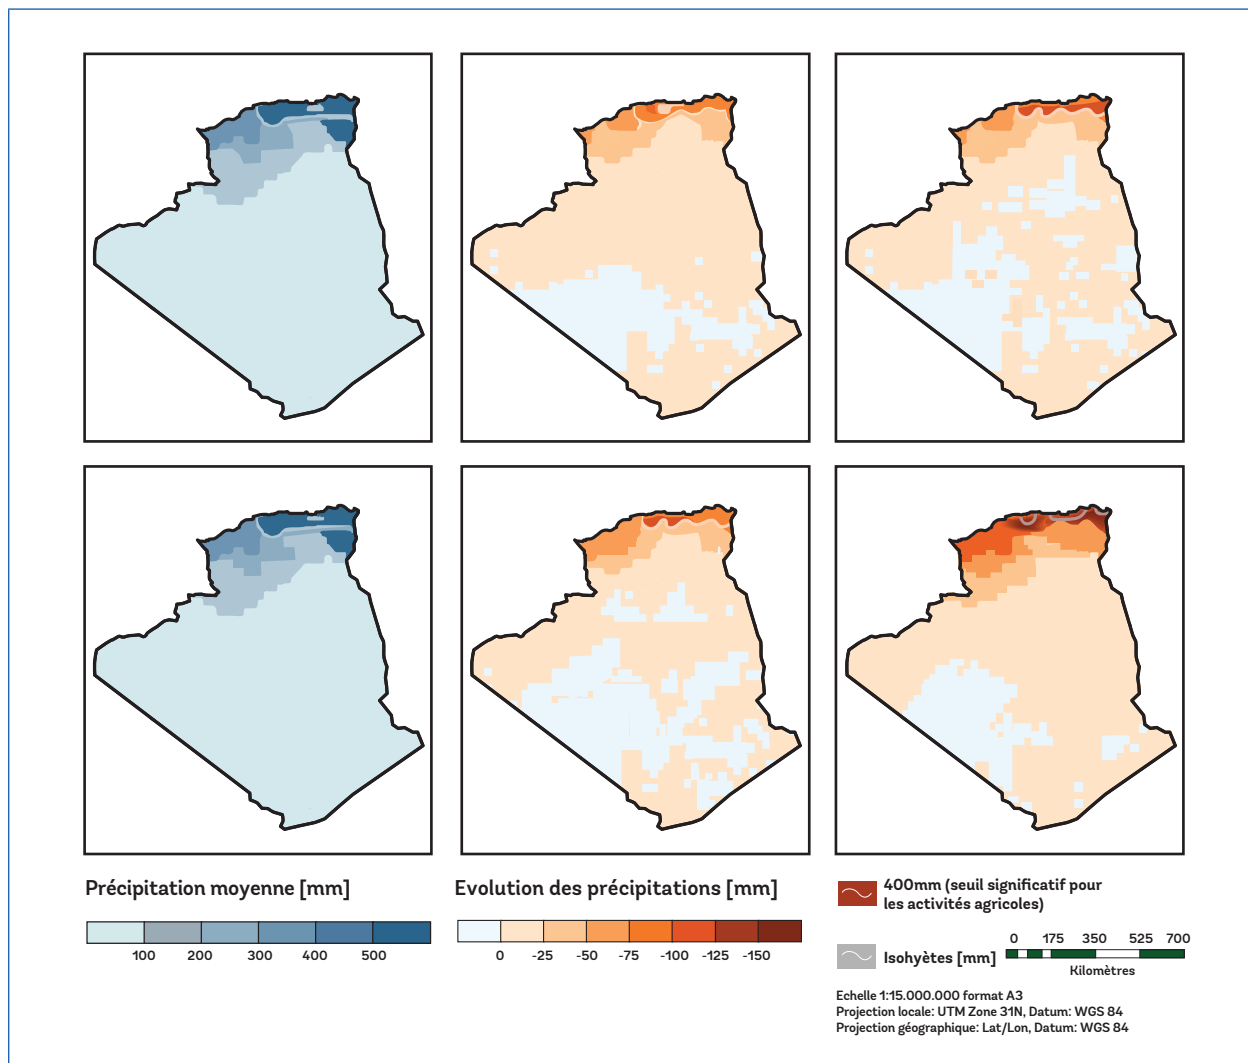 Précipitation moyenne [mm]
100 200 300 400 500
Evolution des précipitations [mm]
0 -25 -50 -75 -100 -125 -150
400mm (seuil significatif pour
les activités agricoles)
Isohyètes [mm]
0 175 350 525 700
Kilomètres
Echelle 1:15.000.000 format A3
Projection locale: UTM Zone 31N, Datum: WGS 84
Projection géographique: Lat/Lon, Datum: WGS 84